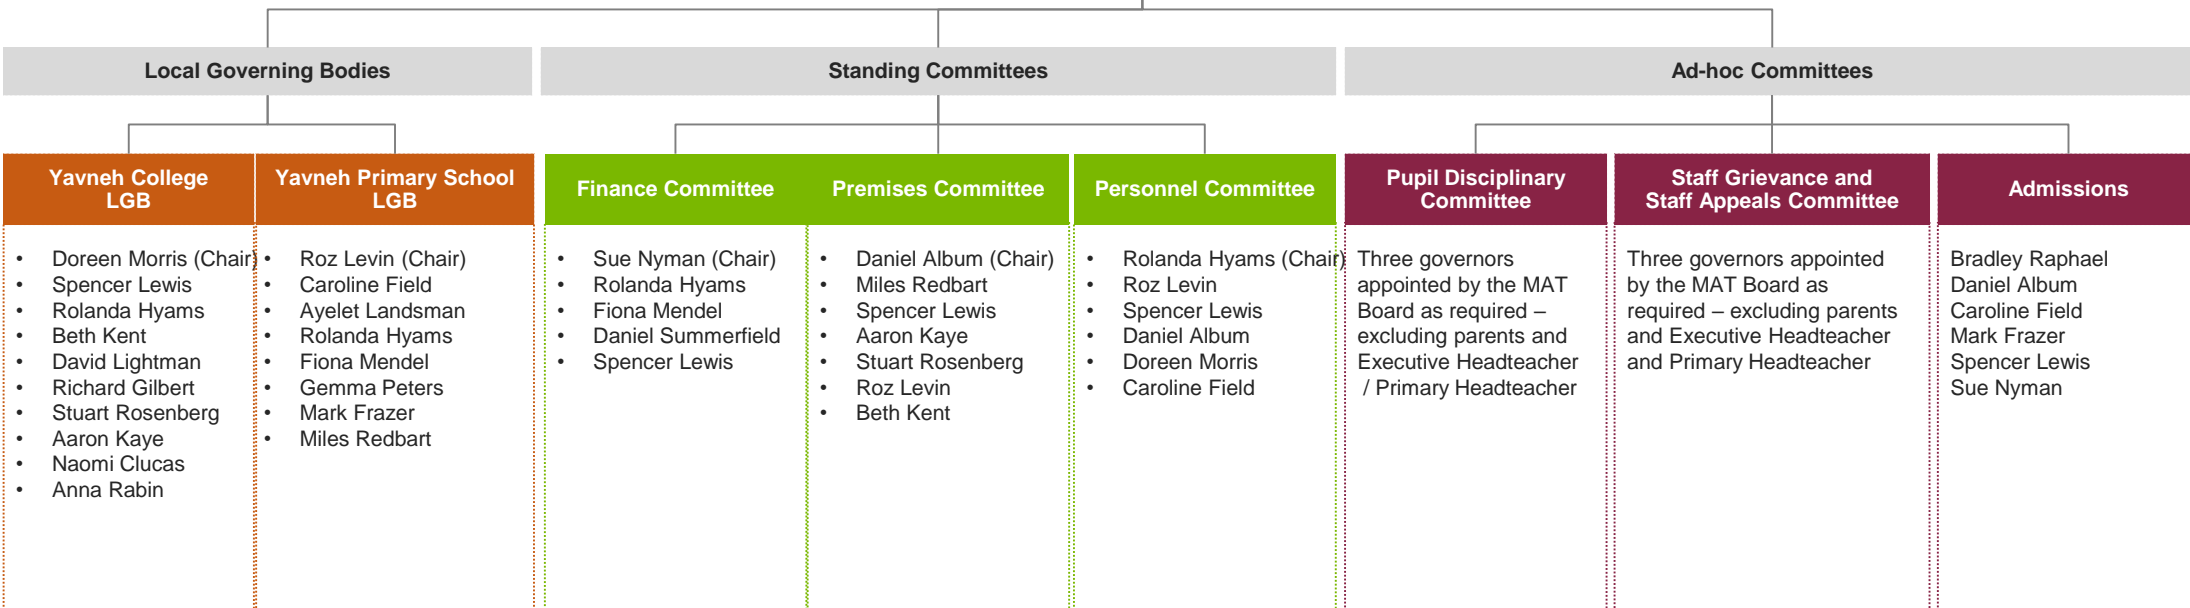 Local Governing Bodies
Standing Committees
Ad-hoc Committees
Yavneh College
LGB
• Doreen Morris (Chair)
• Spencer Lewis
• Rolanda Hyams
• Beth Kent
• David Lightman
• Richard Gilbert
• Stuart Rosenberg
• Aaron Kaye
• Naomi Clucas
• Anna Rabin
Yavneh Primary School
LGB
• Roz Levin (Chair)
• Caroline Field
• Ayelet Landsman
• Rolanda Hyams
• Fiona Mendel
• Gemma Peters
• Mark Frazer
• Miles Redbart
Finance Committee
• Sue Nyman (Chair)
• Rolanda Hyams
• Fiona Mendel
• Daniel Summerfield
• Spencer Lewis
Premises Committee
• Daniel Album (Chair)
• Miles Redbart
• Spencer Lewis
• Aaron Kaye
• Stuart Rosenberg
• Roz Levin
• Beth Kent
Personnel Committee
• Rolanda Hyams (Chair)
• Roz Levin
• Spencer Lewis
• Daniel Album
• Doreen Morris
• Caroline Field
Pupil Disciplinary
Committee
Three governors
appointed by the MAT
Board as required –
excluding parents and
Executive Headteacher
/ Primary Headteacher
Staff Grievance and
Staff Appeals Committee
Three governors appointed
by the MAT Board as
required – excluding parents
and Executive Headteacher
and Primary Headteacher
Admissions
Bradley Raphael
Daniel Album
Caroline Field
Mark Frazer
Spencer Lewis
Sue Nyman